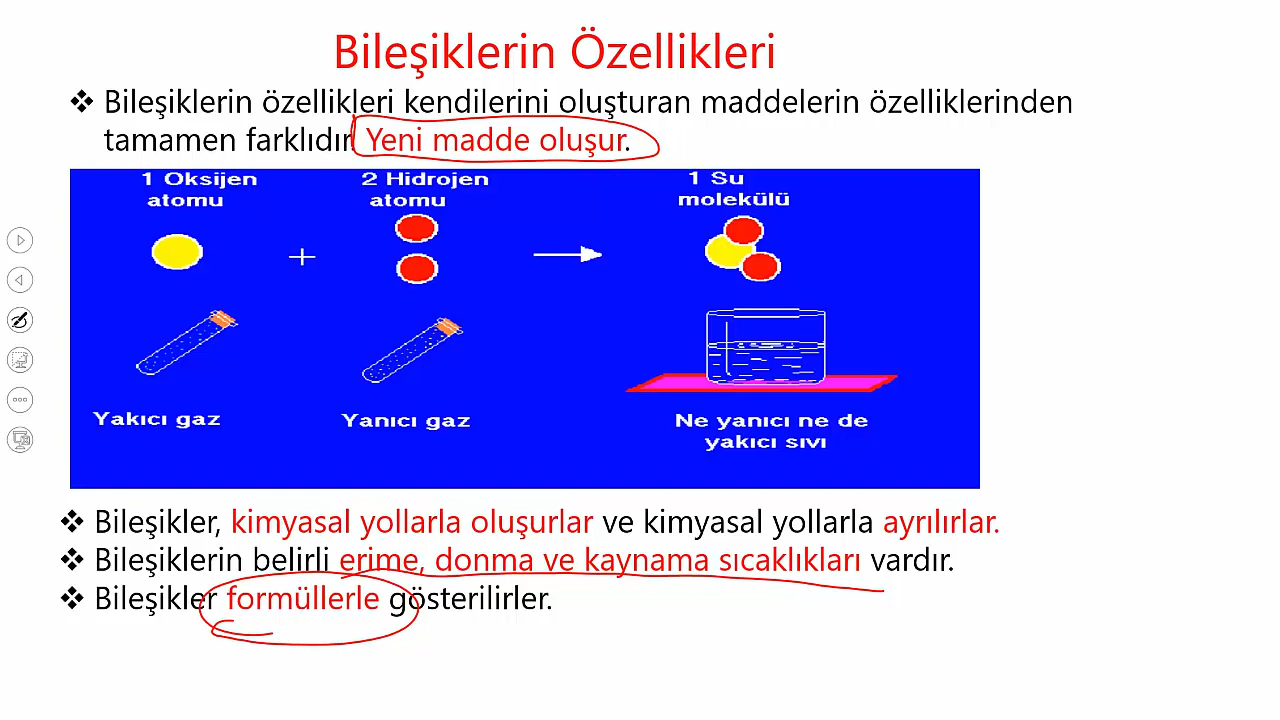 Bileşiklerin Özellikleri
❖ Bileşiklerin özellikleri kendilerini oluşturan maddelerin özelliklerinden
tamamen farklıdır. Yeni madde oluşur.
1 Oksijen
atomu
2 Hidrojen
atomu
1 Su
molekülü
+
Yakıcı gaz
Yanıcı gaz
Ne yanıcı ne de
yakıcı sıvı
❖ Bileşikler, kimyasal yollarla oluşurlar ve kimyasal yollarla ayrılırlar.
❖ Bileşiklerin belirli erime, donma ve kaynama sıcaklıkları vardır.
❖ Bileşikler formüllerle gösterilirler.